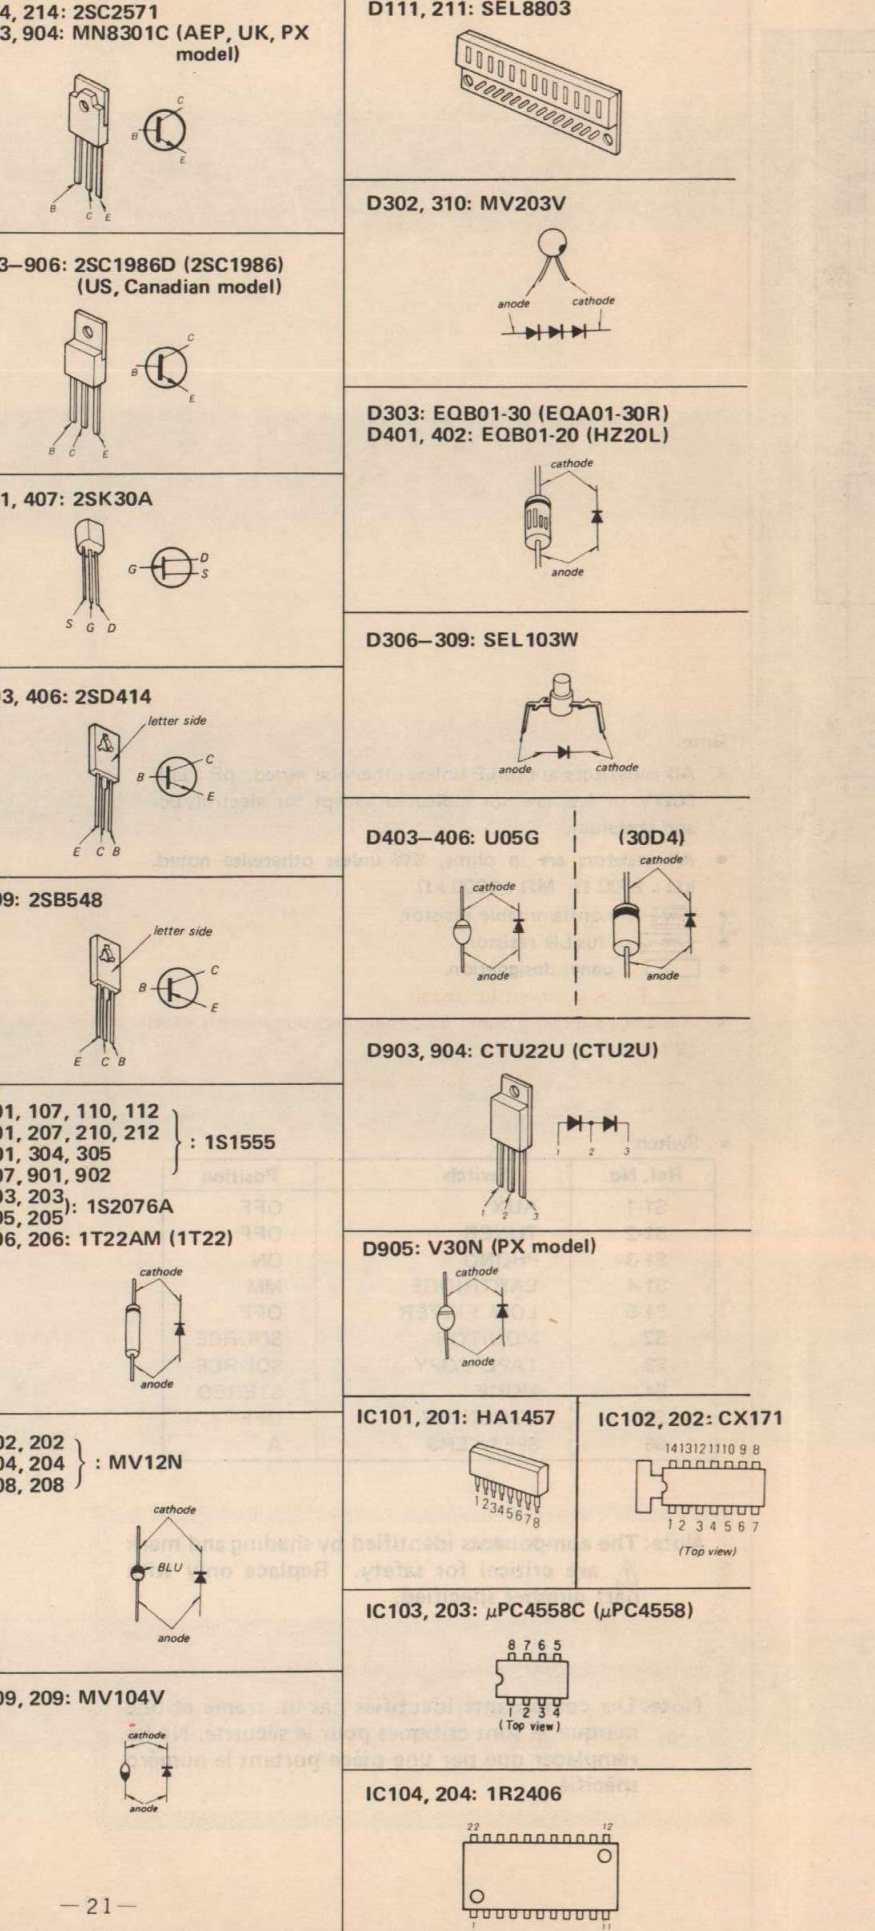 4, 214: 2SC2571
3, 904: MN8301C (AEP, UK, PX
model)
C
B
E
B
C
E
3—906: 2SC1986D (2SC1986)
(US, Canadian model)
C
B
E
B
C
E
1, 407: 2SK30A
G
D
S
S
G
D
03, 406: 2SD414
letter side
C
B
E
E C B
09: 2SB548
letter side
C
B
E
E C B
01, 107, 110, 112
01, 207, 210, 212
01, 304, 305
07, 901, 902
: 1S1555
03, 203
05, 205
): 1S2076A
06, 206: 1T22AM (1T22)
cathode
anode
02, 202
04, 204
08, 208
: MV12N
cathode
BLU
anode
09, 209: MV104V
cathode
anode
—21—
D111, 211: SEL8803
D302, 310: MV203V
anode
cathode
D303: EQB01-30 (EQA01-30R)
D401, 402: EQB01-20 (HZ20L)
cathode
anode
D306—309: SEL103W
anode
cathode
D403—406: U05G
cathode
anode
(30D4)
cathode
anode
D903, 904: CTU22U (CTU2U)
1 2 3
1 2 3
D905: V30N (PX model)
cathode
anode
IC101, 201: HA1457
1 2 3 4 5 6 7 8
IC102, 202: CX171
14 13 12 11 10 9 8
1 2 3 4 5 6 7
(Top view)
IC103, 203: µPC4558C (µPC4558)
8 7 6 5
1 2 3 4
(Top view)
IC104, 204: 1R2406
22
12
1
11